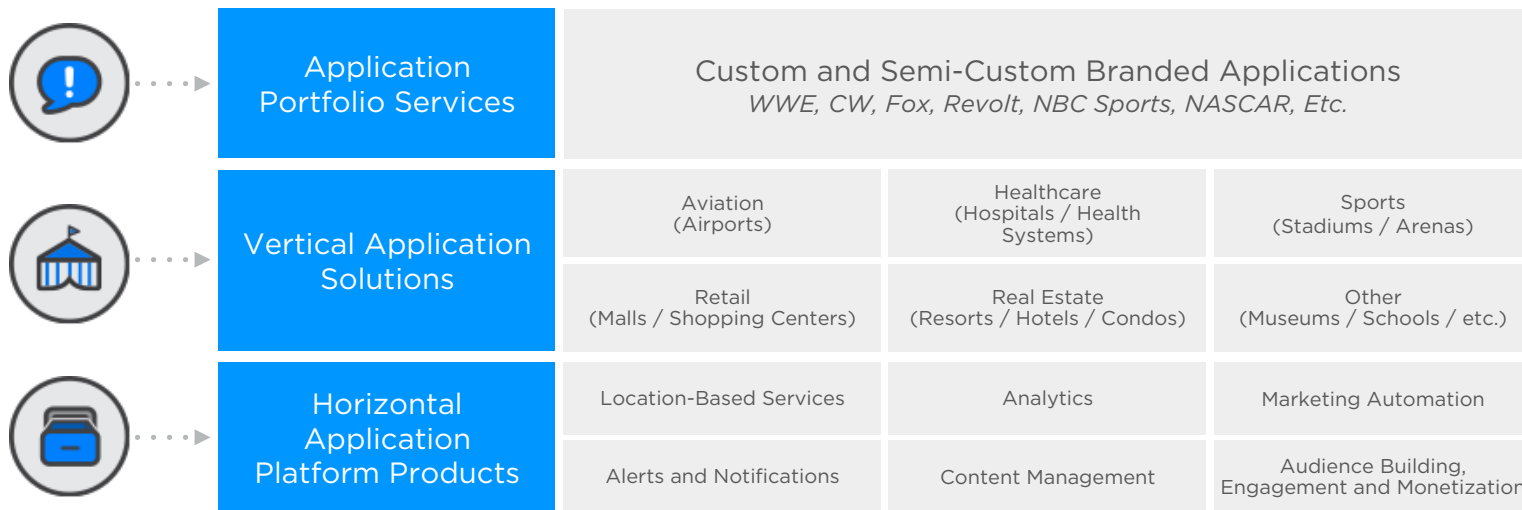 Application
Portfolio Services
Custom and Semi-Custom Branded Applications
WWE, CW, Fox, Revolt, NBC Sports, NASCAR, Etc.
Vertical Application
Solutions
Aviation
(Airports)
Healthcare
(Hospitals / Health
Systems)
Sports
(Stadiums / Arenas)
Retail
(Malls / Shopping Centers)
Real Estate
(Resorts / Hotels / Condos)
Other
(Museums / Schools / etc.)
Horizontal
Application
Platform Products
Location-Based Services
Analytics
Marketing Automation
Alerts and Notifications
Content Management
Audience Building,
Engagement and Monetization